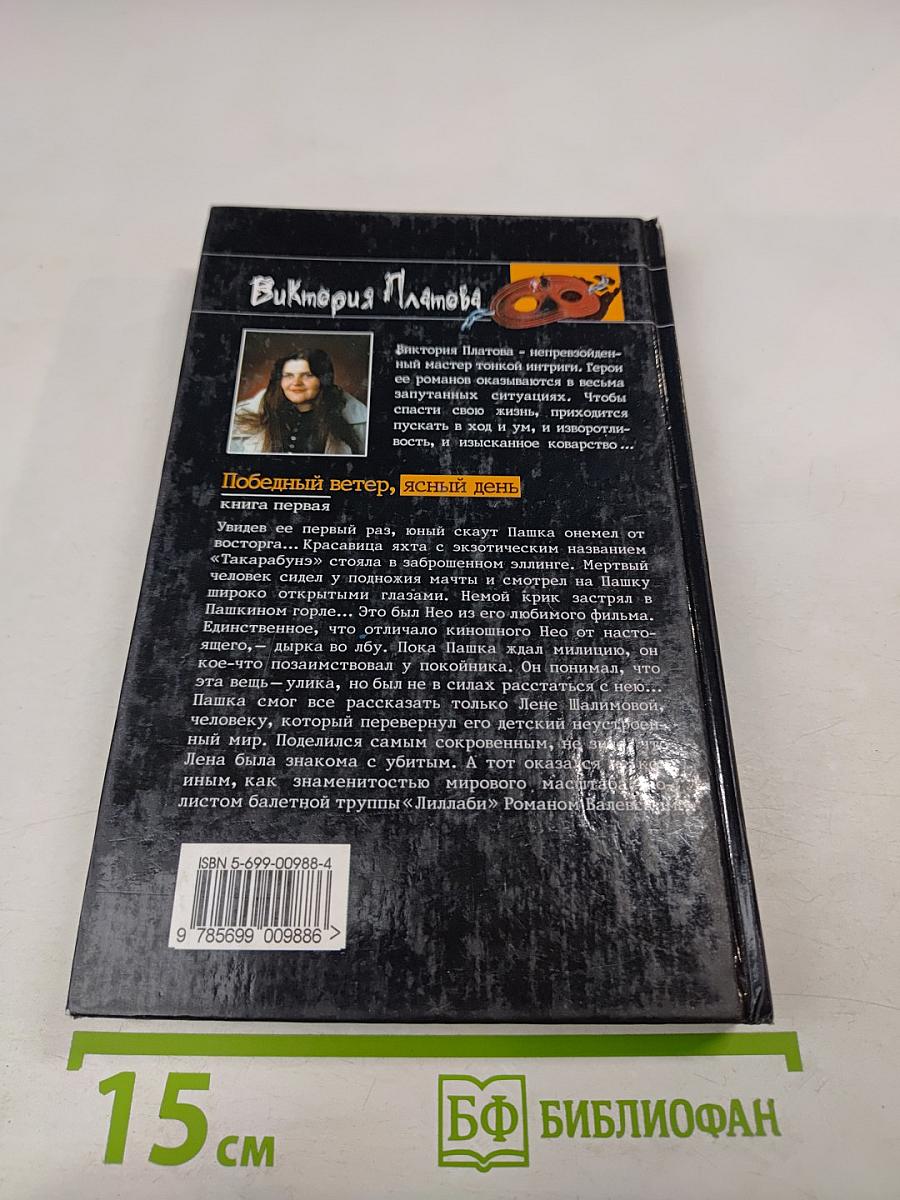 Виктория Платова
Виктория Платова – непревзойден-
ный мастер тонкой интриги. Герои
ее романов оказываются в весьма
запутанных ситуациях. Чтобы
спасти свою жизнь, приходится
пускать в ход и ум, и изворотли-
вость, и изысканное коварство...
Победный ветер, ясный день
книга первая
Увидев ее первый раз, юный скаут Пашка онемел от
восторга... Красавица яхта с экзотическим названием
«Такарабунэ» стояла в заброшенном эллинге. Мертвый
человек сидел у подножия мачты и смотрел на Пашку
широко открытыми глазами. Немой крик застрял в
Пашкином горле... Это был Нео из его любимого фильма.
Единственное, что отличало киношного Нео от насто-
ящего,— дырка во лбу. Пока Пашка ждал милицию, он
кое-что позаимствовал у покойника. Он понимал, что
эта вещь—улика, но был не в силах расстаться с нею...
Пашка смог все рассказать только Лене Шалимовой,
человеку, который перевернул его детский неустроен-
ный мир. Поделился самым сокровенным, не
Лена была знакома с убитым. А тот оказался
иным, как знаменитостью мирового масштаба,
листом балетной труппы «Лиллаби» Романом
ISBN 5-699-00988-4
9 785699 009886 >
15 см
БФ БИБЛИОФАН